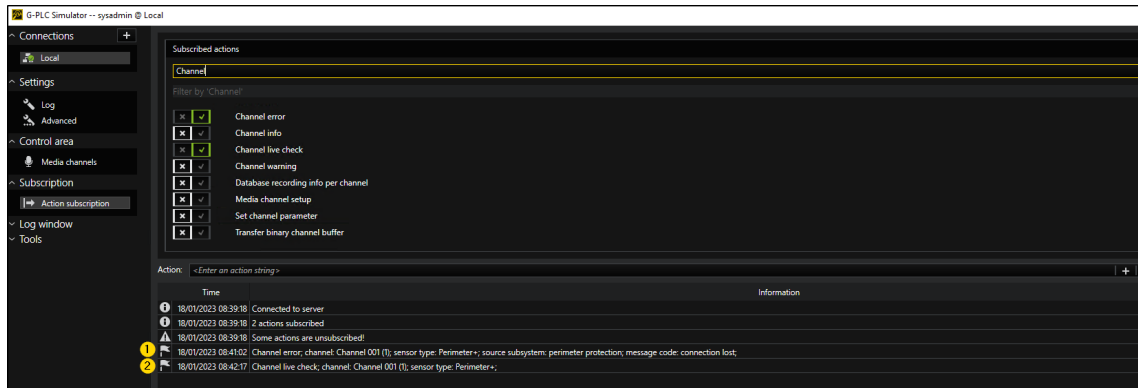 G-PLC Simulator -- sysadmin @ Local
Connections +
Local
Settings
Log
Advanced
Control area
Media channels
Subscription
Action subscription
Log window
Tools
Subscribed actions
Channel
Filter by 'Channel'
Channel error
Channel info
Channel live check
Channel warning
Database recording info per channel
Media channel setup
Set channel parameter
Transfer binary channel buffer
Action: <Enter an action string> +
Time Information
18/01/2023 08:39:18 Connected to server
18/01/2023 08:39:18 2 actions subscribed
18/01/2023 08:39:18 Some actions are unsubscribed!
1 18/01/2023 08:41:02 Channel error; channel: Channel 001 (1); sensor type: Perimeter+; source subsystem: perimeter protection; message code: connection lost;
2 18/01/2023 08:42:17 Channel live check; channel: Channel 001 (1); sensor type: Perimeter+;